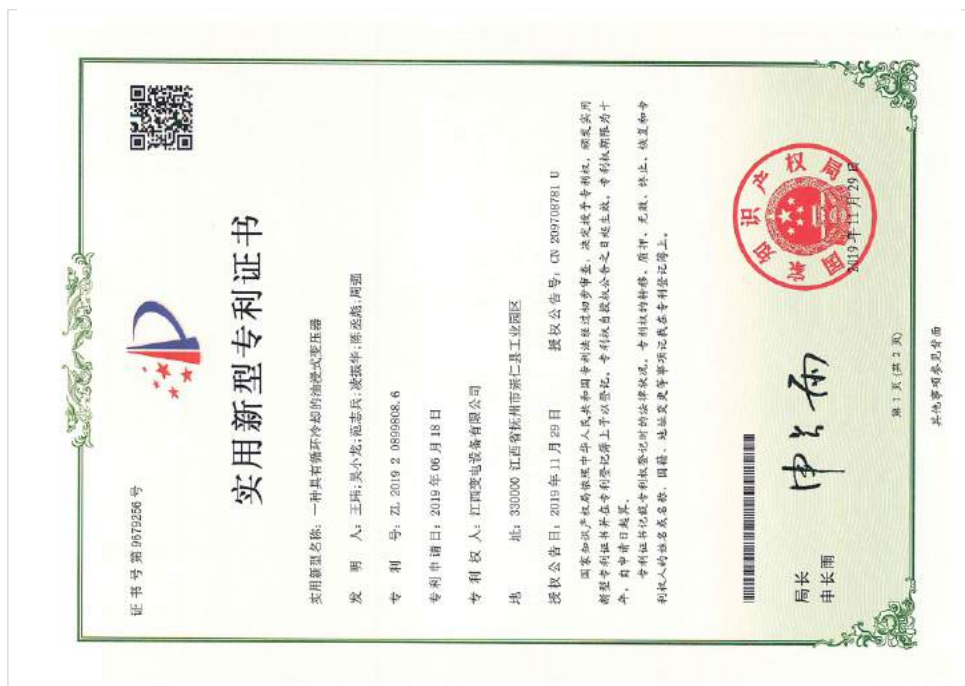 证书号第9679256号
实用新型专利证书
实用新型名称：一种具有循环冷却的油浸式变压器
发明人：王玮;吴小龙;范志兵;凌振华;陈丞彪;周强
专利号：ZL 2019 2 0899808.6
专利申请日：2019年06月18日
专利权人：江西变电设备有限公司
地址：330000 江西省抚州市崇仁县工业园区
授权公告日：2019年11月29日 授权公告号：CN 209708781 U
国家知识产权局依照中华人民共和国专利法经过初步审查，决定授予专利权，颁发实用
新型专利证书并在专利登记簿上予以登记。专利权自授权公告之日起生效。专利权期限为十
年，自申请日起算。
专利证书记载专利权登记时的法律状况。专利权的转移、质押、无效、终止、恢复和专
利权人的姓名或名称、国籍、地址变更等事项记载在专利登记簿上。
局长
申长雨
申长雨
国家知识产权局
2019年11月29日
第 1 页 (共 2 页)
其他事项参见背面